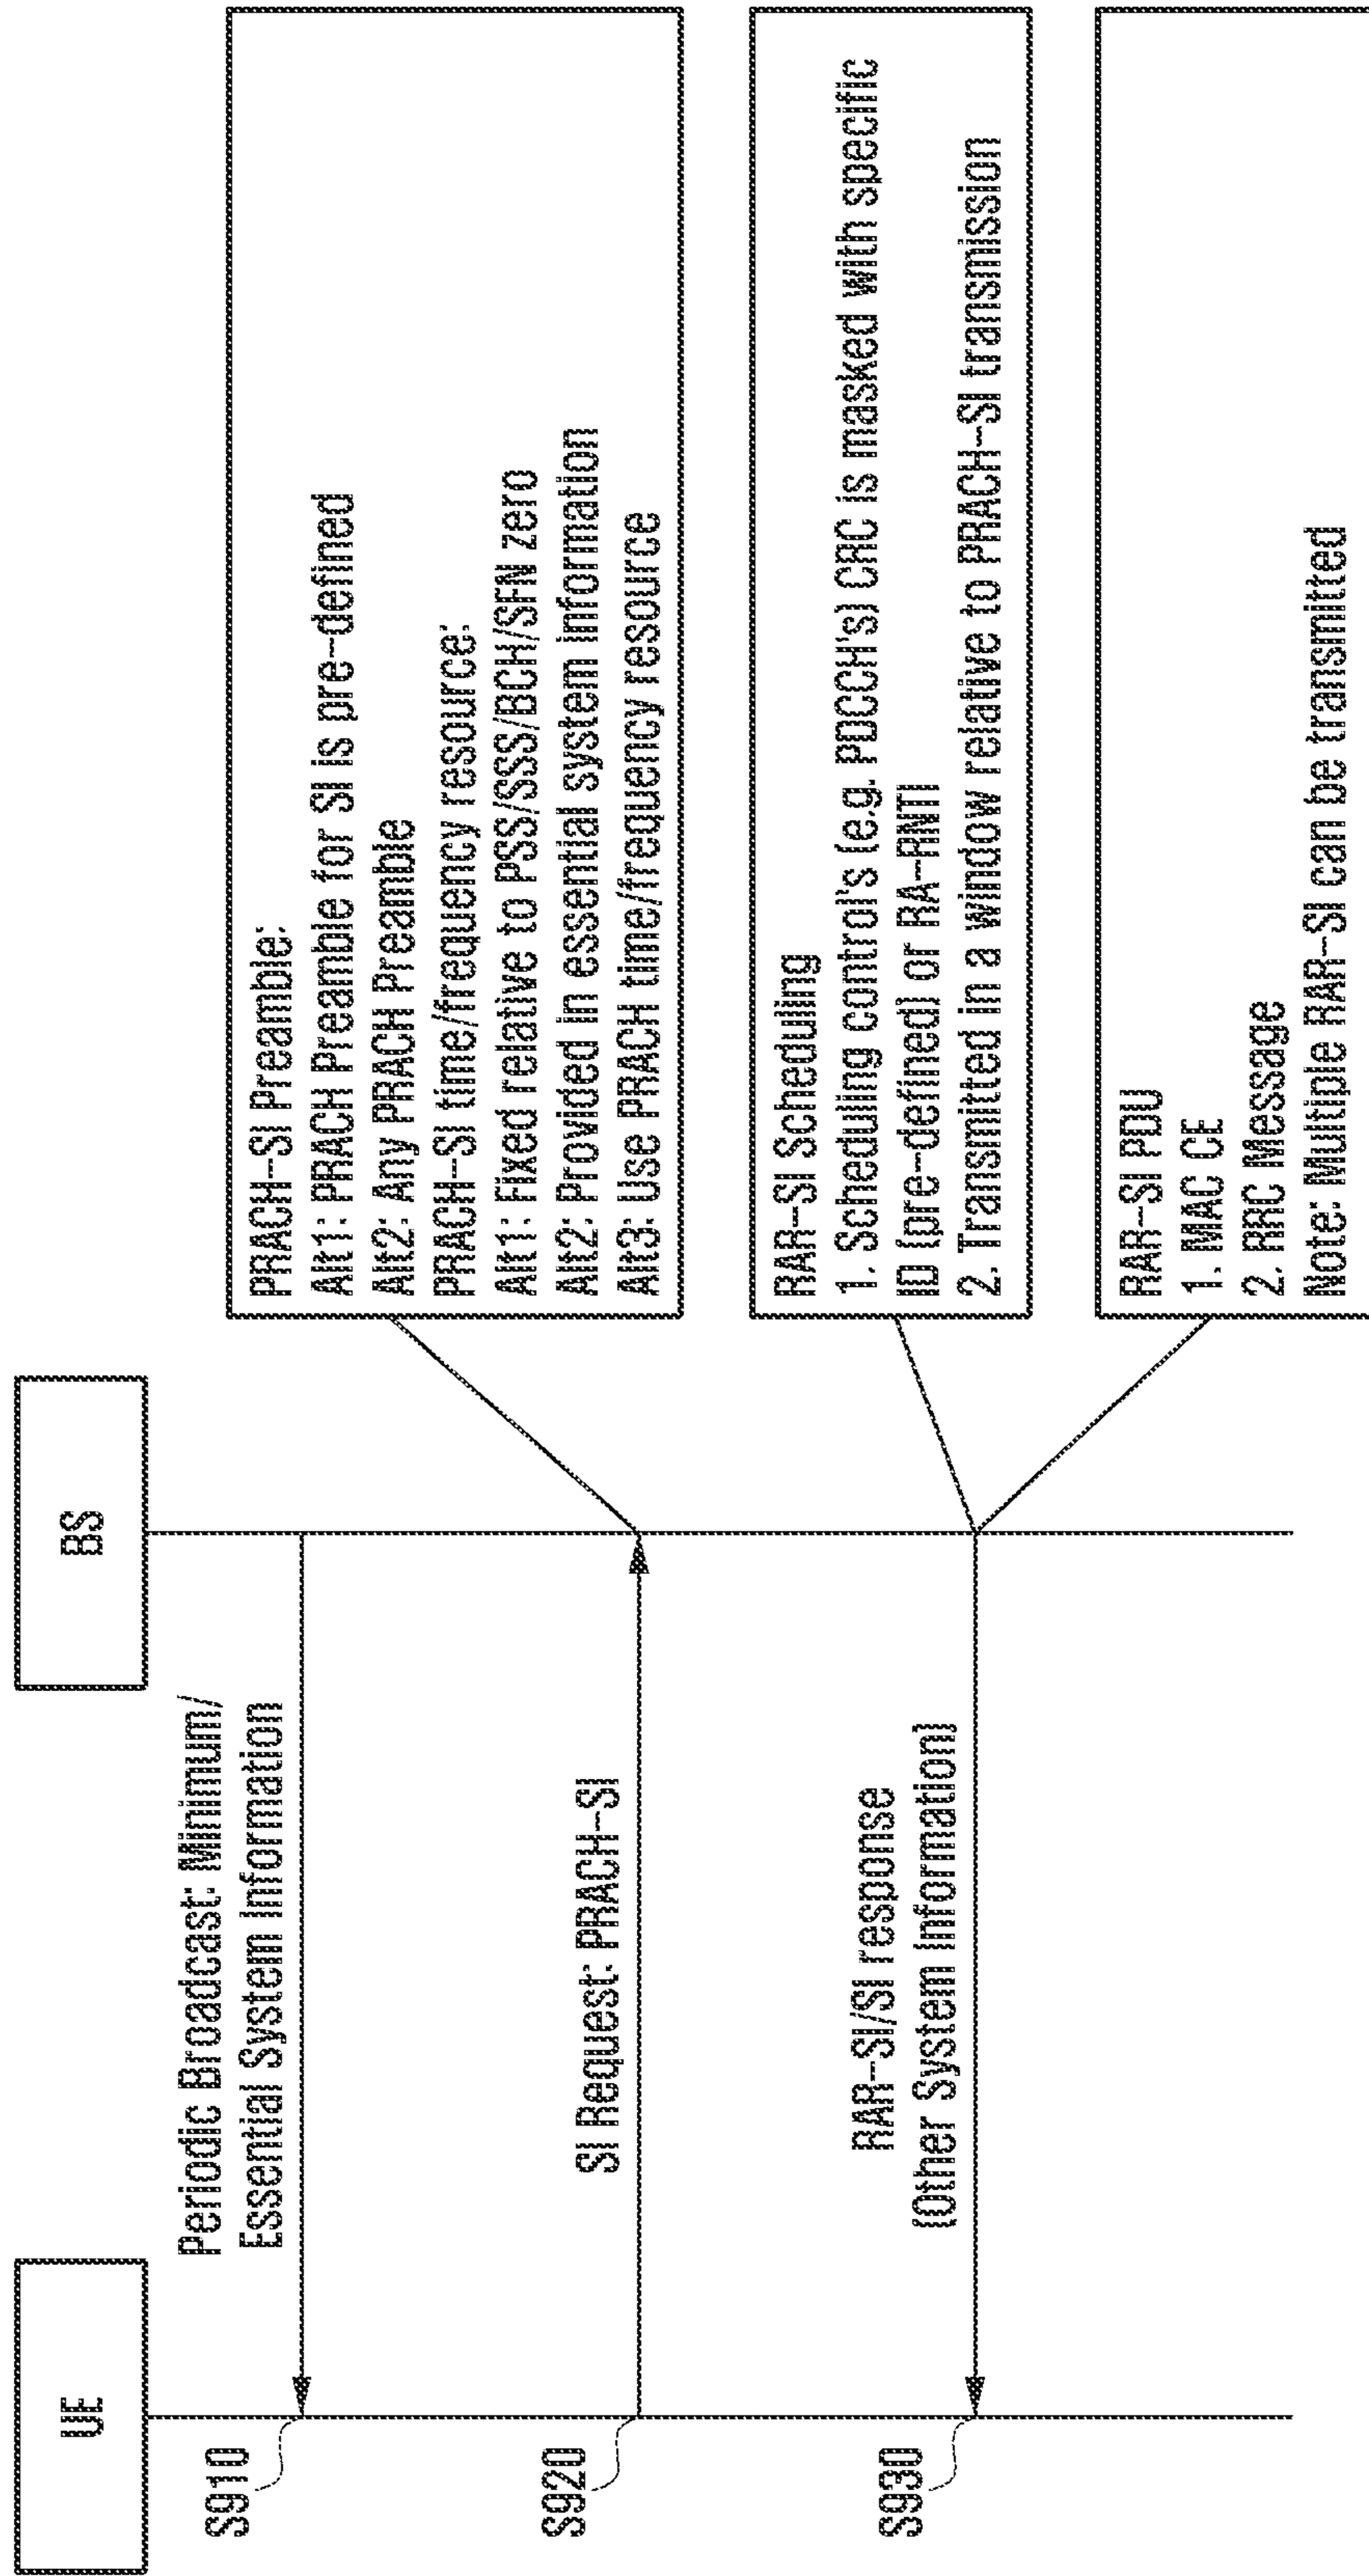 UE
BS
Periodic Broadcast: Minimum/
Essential System Information
S910
SI Request: PRACH-SI
S920
RAR-SI/SI response
(Other System Information)
S930
PRACH-SI Preamble:
Alt1: PRACH Preamble for SI is pre-defined
Alt2: Any PRACH Preamble
PRACH-SI time/frequency resource:
Alt1: Fixed relative to PSS/SSS/BCH/SFN zero
Alt2: Provided in essential system information
Alt3: Use PRACH time/frequency resource
RAR-SI Scheduling
1. Scheduling control's (e.g. PDCCH's) CRC is masked with specific
ID (pre-defined) or RA-RNTI
2. Transmitted in a window relative to PRACH-SI transmission
RAR-SI PDU
1. MAC CE
2. RRC Message
Note: Multiple RAR-SI can be transmitted